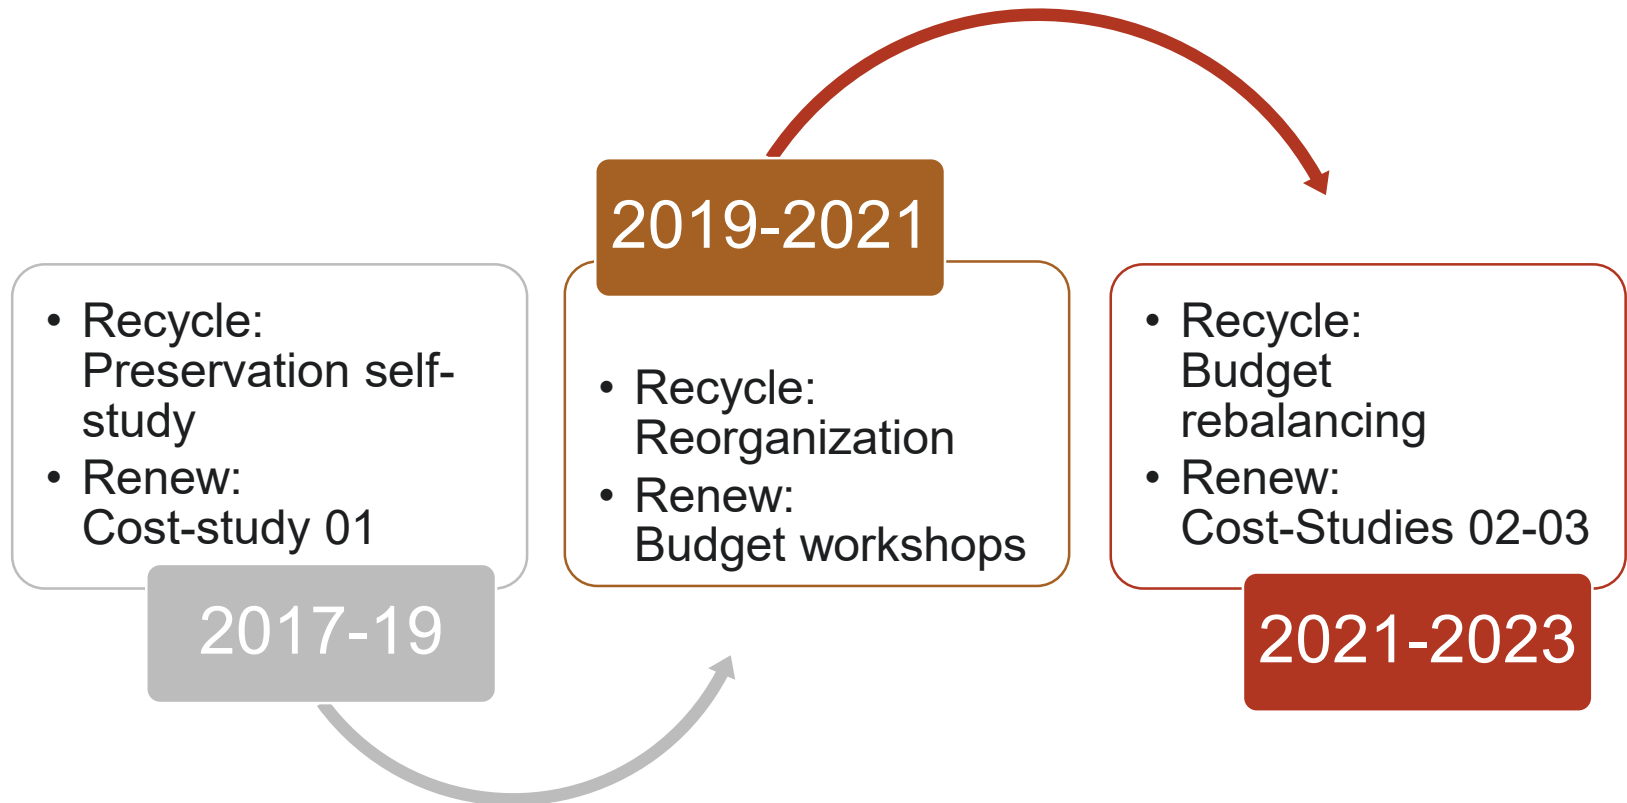 • Recycle:
Preservation self-
study
• Renew:
Cost-study 01
2017-19
2019-2021
• Recycle:
Reorganization
• Renew:
Budget workshops
• Recycle:
Budget
rebalancing
• Renew:
Cost-Studies 02-03
2021-2023